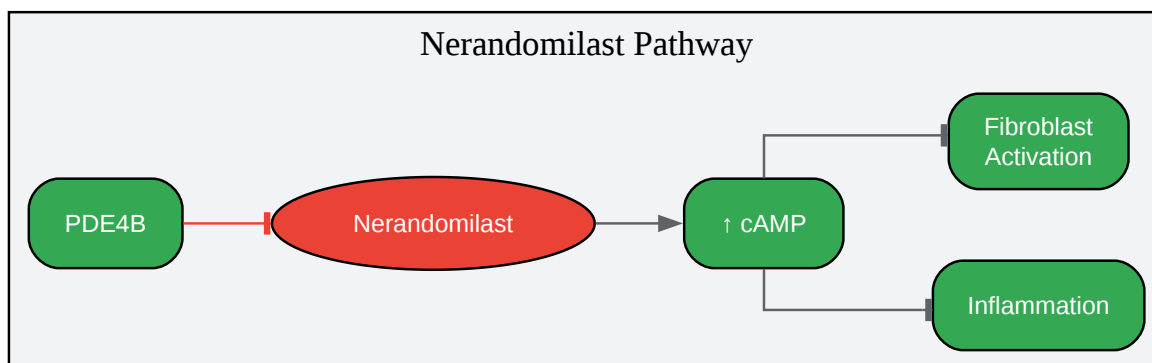 Nerandomilast Pathway
PDE4B
Nerandomilast
↑ cAMP
Fibroblast
Activation
Inflammation